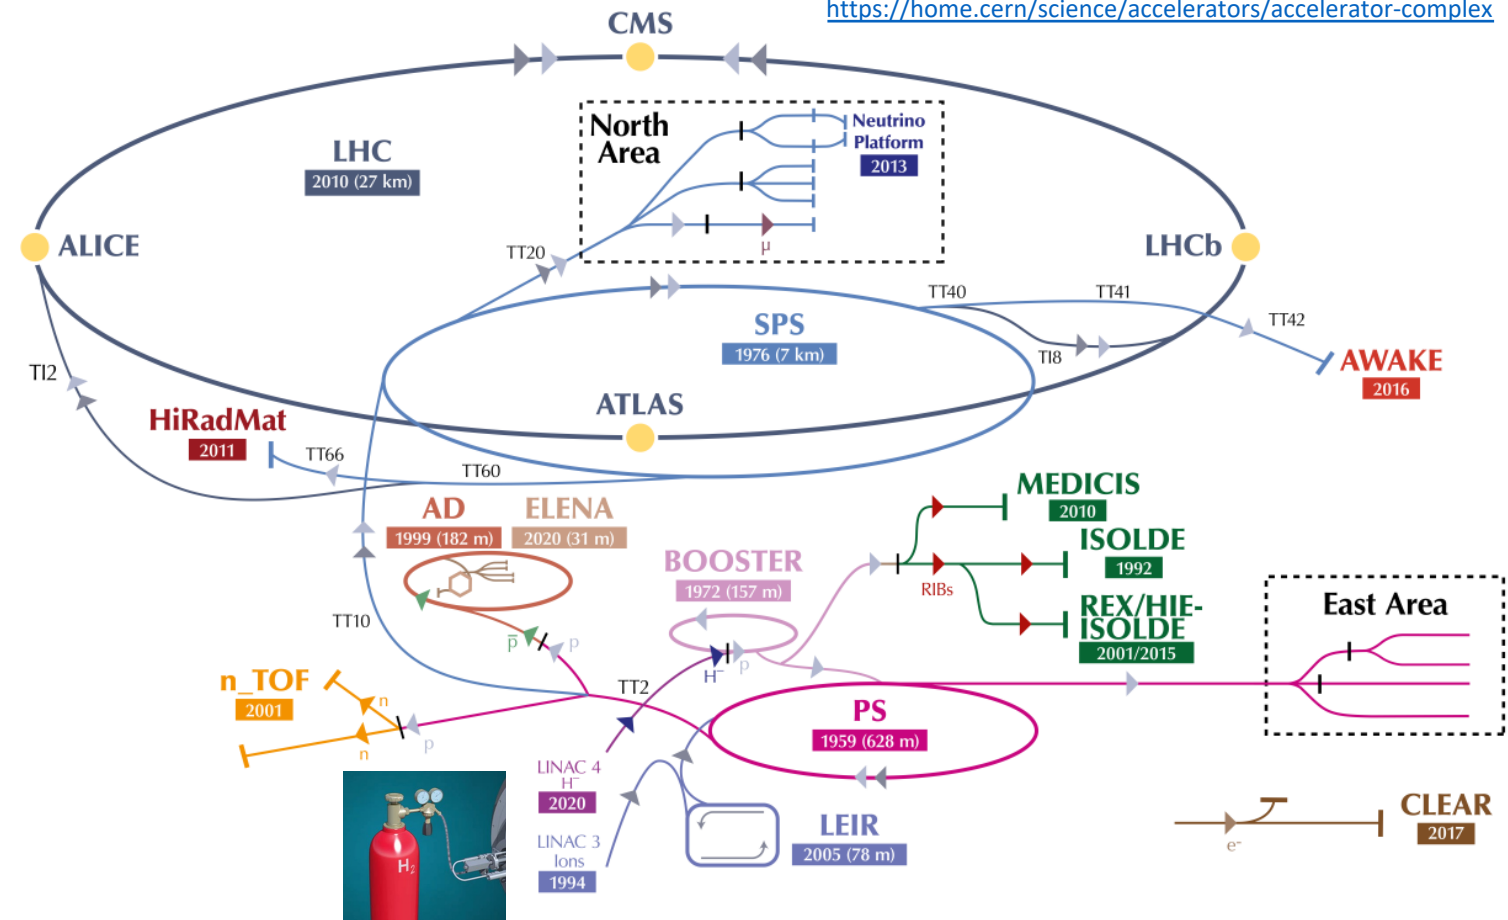 https://home.cern/science/accelerators/accelerator-complex
CMS
North
Area
Neutrino
Platform
2013
LHC
2010 (27 km)
μ
ALICE
LHCb
TT20
TT40
TT41
TT42
SPS
1976 (7 km)
TI8
TI2
AWAKE
2016
ATLAS
HiRadMat
2011
TT66
TT60
MEDICIS
2010
AD
1999 (182 m)
ELENA
2020 (31 m)
ISOLDE
1992
BOOSTER
1972 (157 m)
RIBs
REX/HIE-
ISOLDE
2001/2015
East Area
TT10
p̅
p
p
H⁻
TT2
n_TOF
2001
n
n
p
PS
1959 (628 m)
LINAC 4
H⁻
2020
LINAC 3
Ions
1994
LEIR
2005 (78 m)
CLEAR
2017
e⁻
H₂